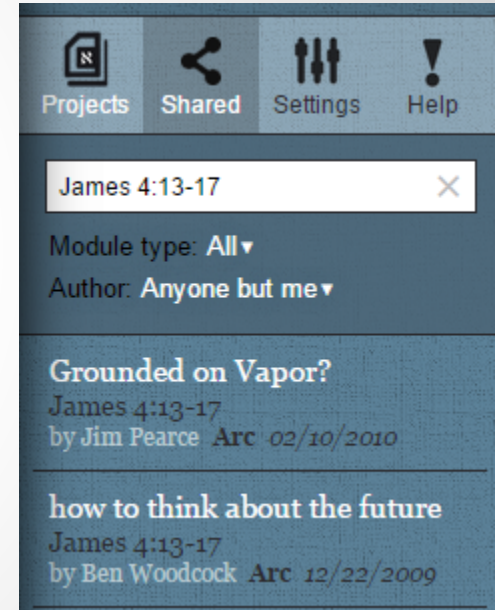 א
Projects Shared Settings Help
James 4:13-17 ×
Module type: All▾
Author: Anyone but me▾
Grounded on Vapor?
James 4:13-17
by Jim Pearce Arc 02/10/2010
how to think about the future
James 4:13-17
by Ben Woodcock Arc 12/22/2009